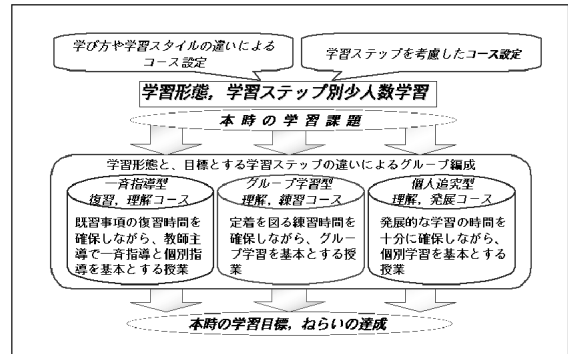 学び方や学習スタイルの違いによる
コース設定
学習ステップを考慮したコース設定
学習形態，学習ステップ別少人数学習
本時の学習課題
学習形態と、目標とする学習ステップの違いによるグループ編成
一斉指導型
復習，理解コース
既習事項の復習時間を
確保しながら、教師主
導で一斉指導と個別指
導を基本とする授業
グループ学習型
理解，練習コース
定着を図る練習時間を
確保しながら、グルー
プ学習を基本とする授
業
個人追究型
理解，発展コース
発展的な学習の時間を
十分に確保しながら、
個別学習を基本とする
授業
本時の学習目標，ねらいの達成